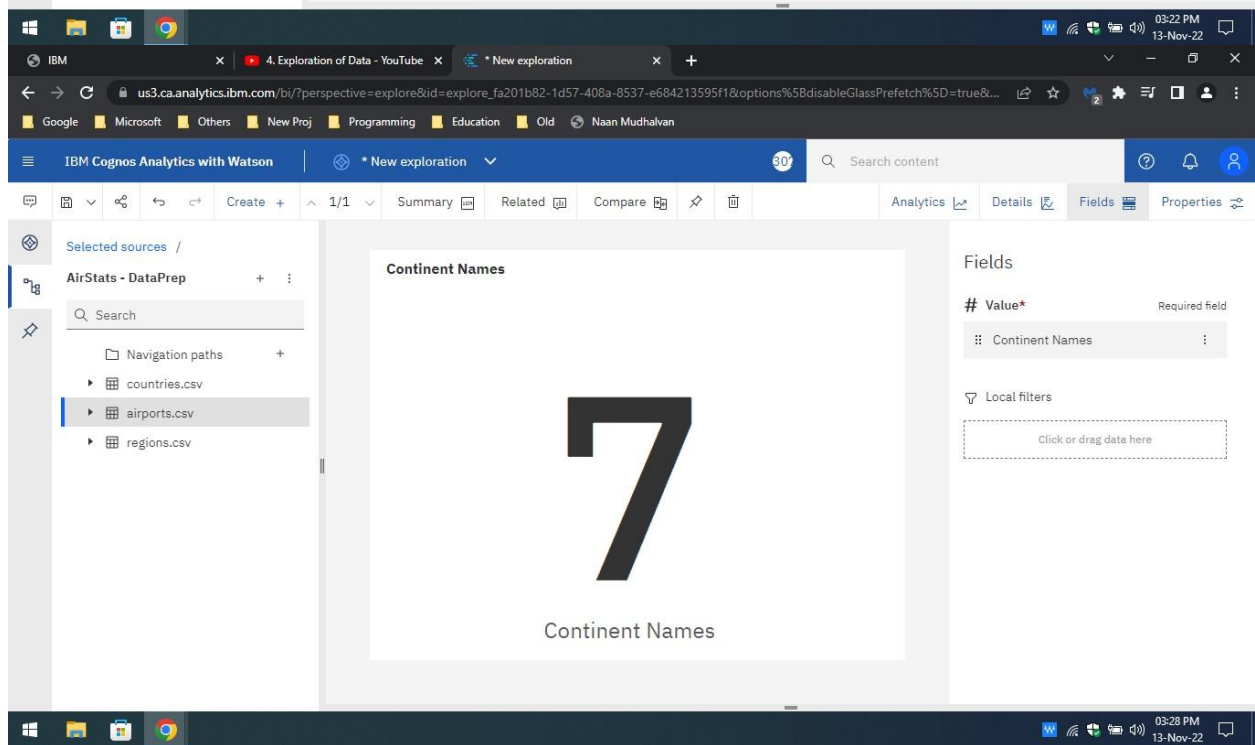 03:22 PM
13-Nov-22
IBM
4. Exploration of Data - YouTube
* New exploration
us3.ca.analytics.ibm.com/bi/?perspective=explore&id=explore_fa201b82-1d57-408a-8537-e684213595f1&options%5BdisableGlassPrefetch%5D=true&...
2
Google Microsoft Others New Proj Programming Education Old Naan Mudhalvan
IBM Cognos Analytics with Watson
* New exploration
Search content
Create + 1/1 Summary Related Compare
Analytics Details Fields Properties
Selected sources /
AirStats - DataPrep
Search
Navigation paths
countries.csv
airports.csv
regions.csv
Continent Names
7
Continent Names
Fields
# Value* Required field
Continent Names
Local filters
Click or drag data here
03:28 PM
13-Nov-22